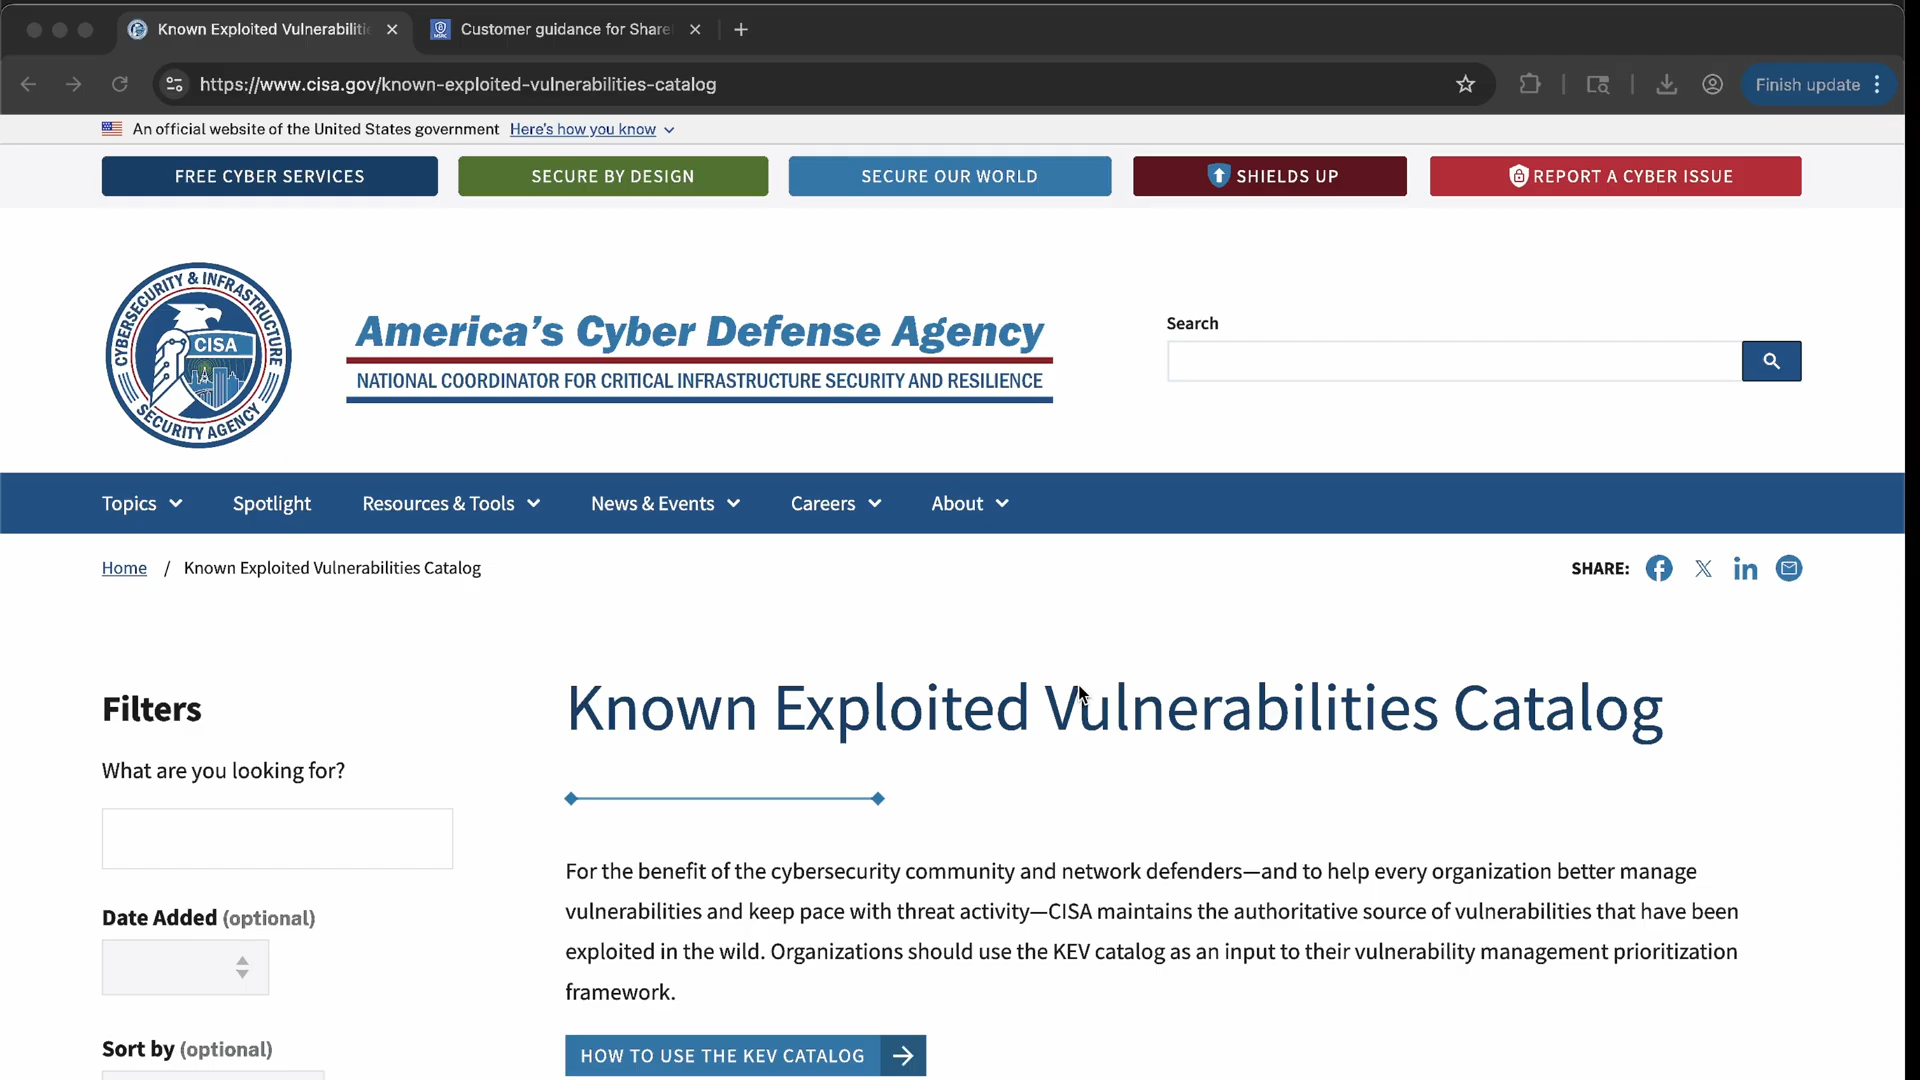 Known Exploited Vulnerabiliti
Customer guidance for Share
https://www.cisa.gov/known-exploited-vulnerabilities-catalog
Finish update
An official website of the United States government Here's how you know
FREE CYBER SERVICES
SECURE BY DESIGN
SECURE OUR WORLD
SHIELDS UP
REPORT A CYBER ISSUE
CYBERSECURITY & INFRASTRUCTURE
CISA
SECURITY AGENCY
America's Cyber Defense Agency
NATIONAL COORDINATOR FOR CRITICAL INFRASTRUCTURE SECURITY AND RESILIENCE
Search
Topics
Spotlight
Resources & Tools
News & Events
Careers
About
Home / Known Exploited Vulnerabilities Catalog
SHARE:
Filters
What are you looking for?
Date Added (optional)
Sort by (optional)
Known Exploited Vulnerabilities Catalog
For the benefit of the cybersecurity community and network defenders—and to help every organization better manage
vulnerabilities and keep pace with threat activity—CISA maintains the authoritative source of vulnerabilities that have been
exploited in the wild. Organizations should use the KEV catalog as an input to their vulnerability management prioritization
framework.
HOW TO USE THE KEV CATALOG